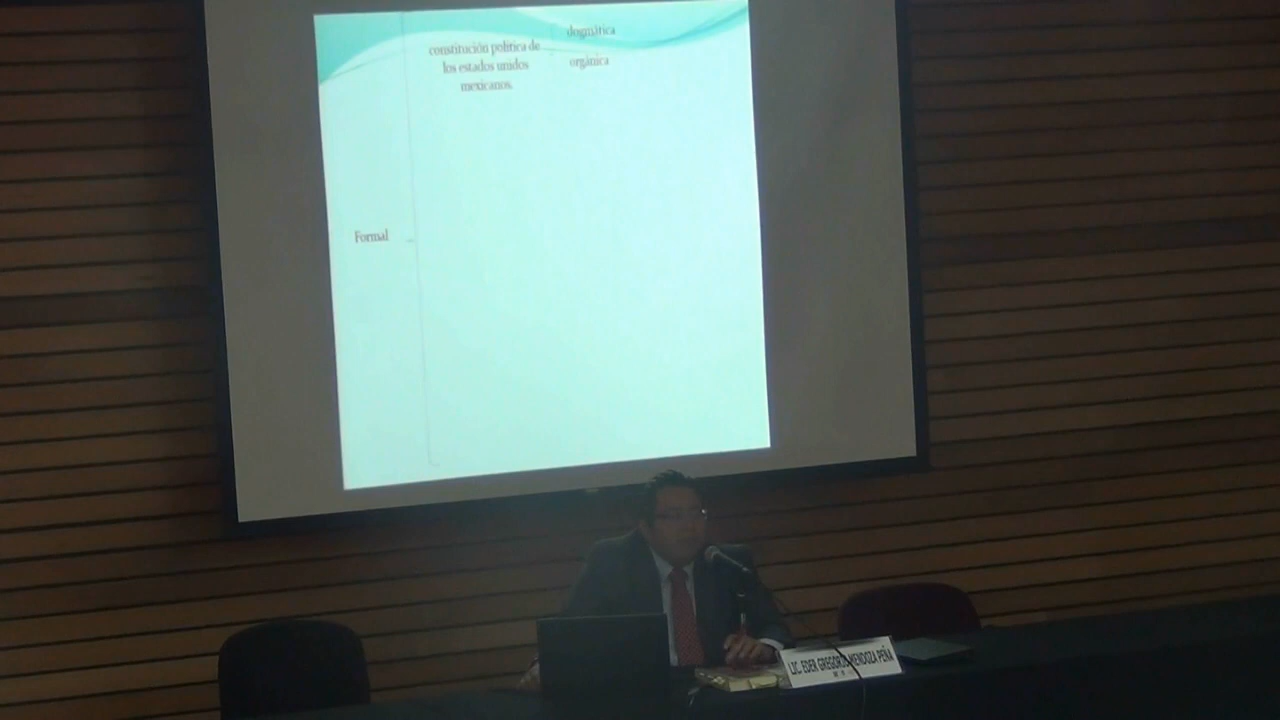 dogmática
constitución política de
los estados unidos
mexicanos.
orgánica
Formal
LIC. EDER GREGORIO MENDOZA PEÑA